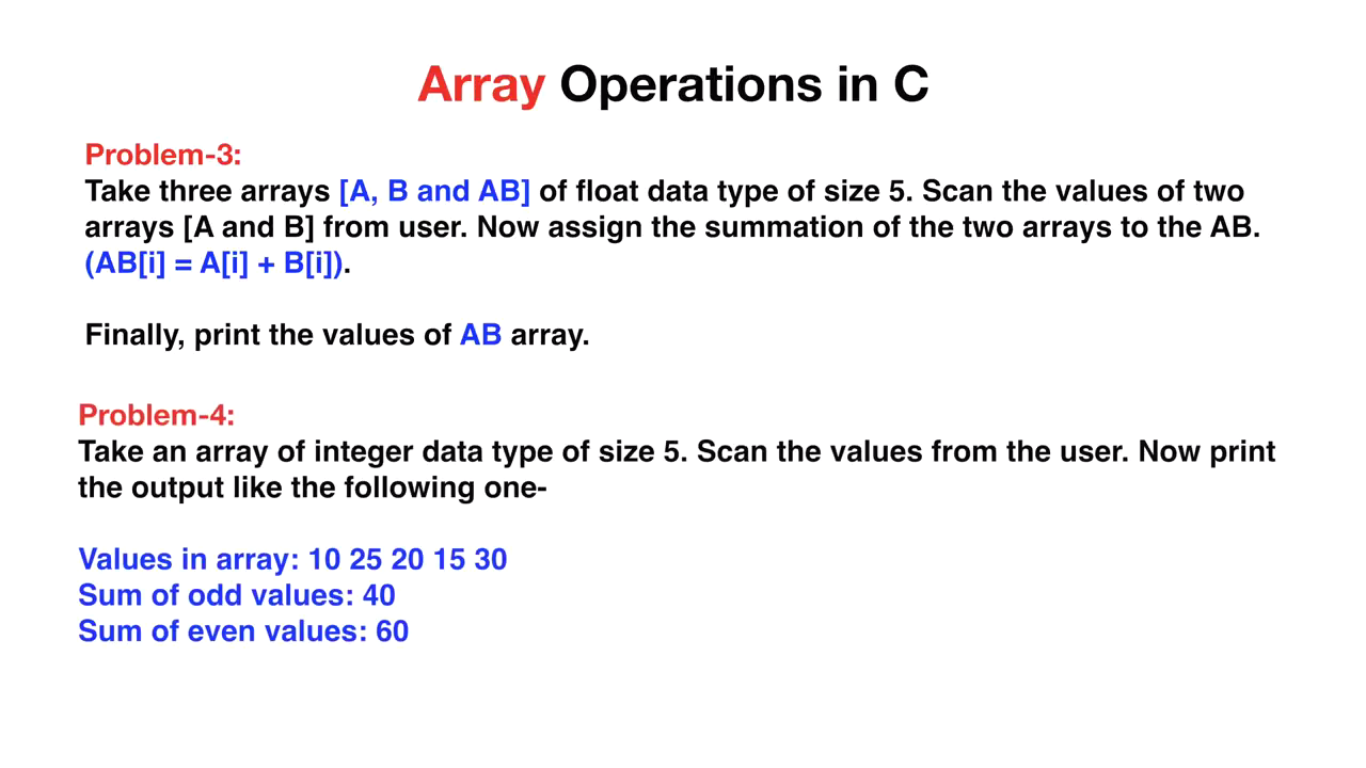 Array Operations in C
Problem-3:
Take three arrays [A, B and AB] of float data type of size 5. Scan the values of two
arrays [A and B] from user. Now assign the summation of the two arrays to the AB.
(AB[i] = A[i] + B[i]).
Finally, print the values of AB array.
Problem-4:
Take an array of integer data type of size 5. Scan the values from the user. Now print
the output like the following one-
Values in array: 10 25 20 15 30
Sum of odd values: 40
Sum of even values: 60